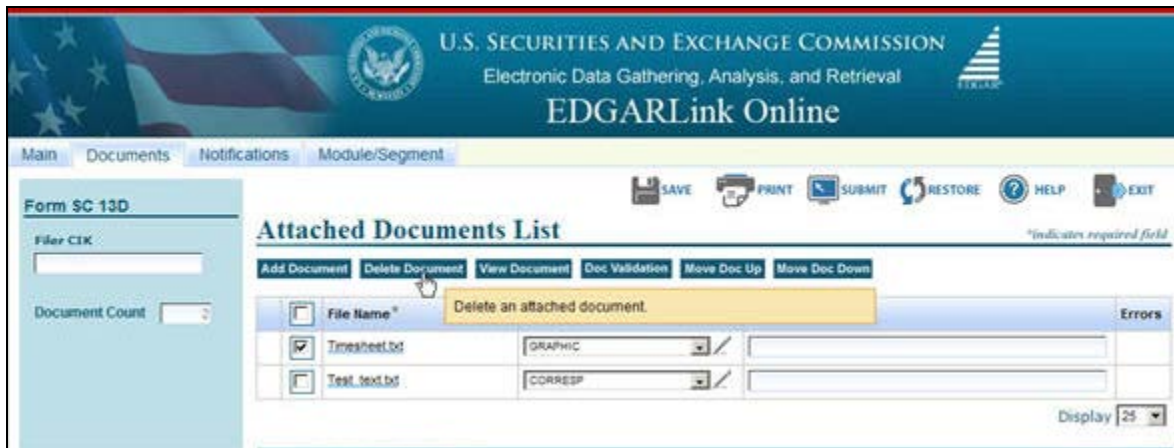 U.S. SECURITIES AND EXCHANGE COMMISSION
Electronic Data Gathering, Analysis, and Retrieval
EDGARLink Online
EDGAR
Main Documents Notifications Module/Segment
SAVE PRINT SUBMIT RESTORE HELP EXIT
Form SC 13D
Filer CIK
Document Count 2
Attached Documents List
*indicates required field
Add Document Delete Document View Document Doc Validation Move Doc Up Move Doc Down
Delete an attached document.
File Name* Errors
Timesheet.txt GRAPHIC
Test_text.txt CORRESP
Display 25